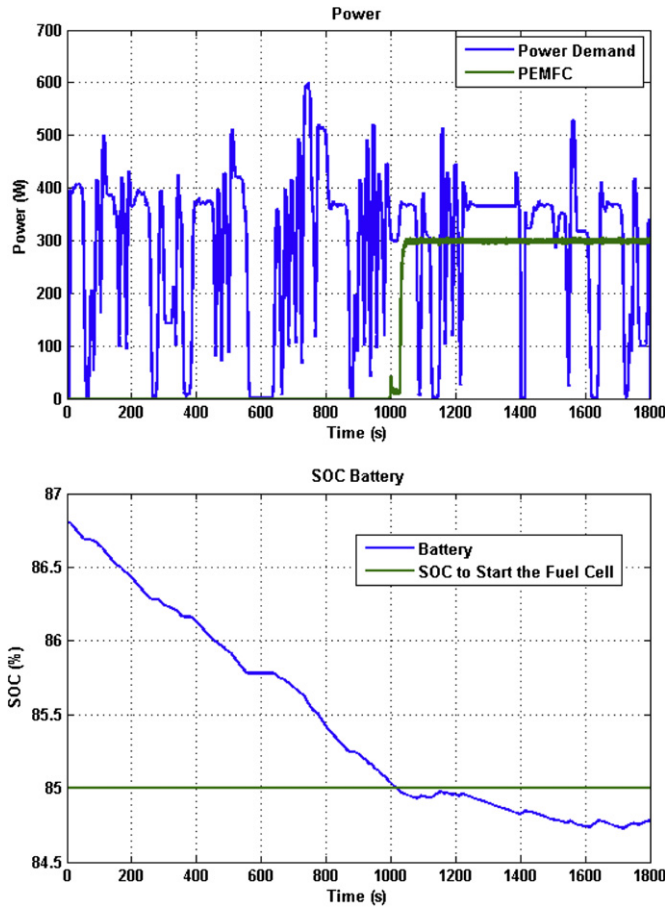 Power
700
600
500
400
300
200
100
0
Power (W)
Power Demand
PEMFC
0 200 400 600 800 1000 1200 1400 1600 1800
Time (s)
SOC Battery
87
86.5
86
85.5
85
84.5
SOC (%)
Battery
SOC to Start the Fuel Cell
0 200 400 600 800 1000 1200 1400 1600 1800
Time (s)